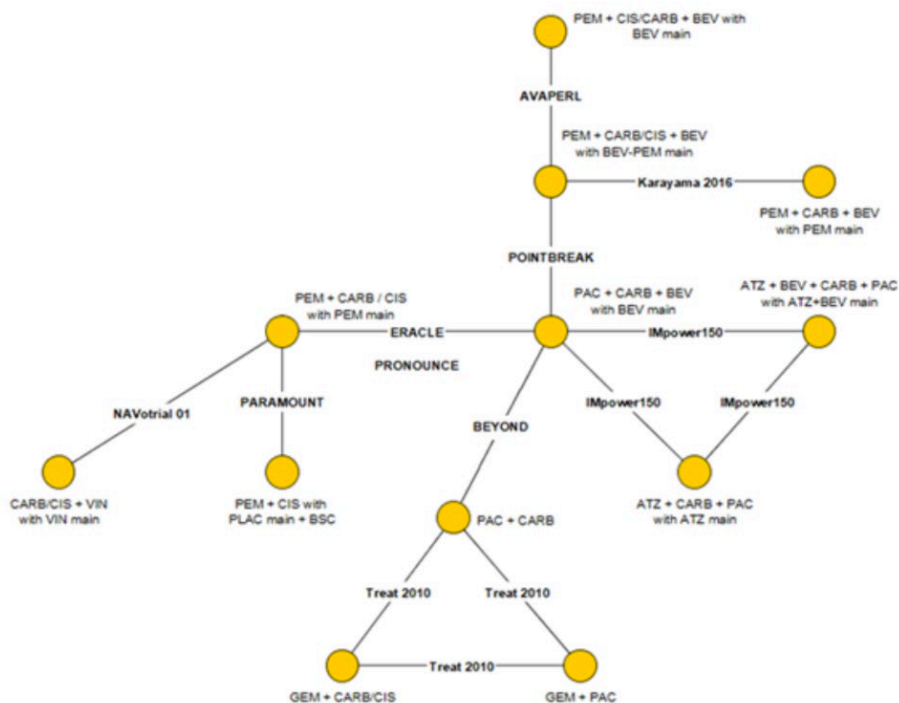 PEM + CIS/CARB + BEV with
BEV main
AVAPERL
PEM + CARB/CIS + BEV
with BEV-PEM main
Karayama 2016
PEM + CARB + BEV
with PEM main
POINTBREAK
PEM + CARB / CIS
with PEM main
PAC + CARB + BEV
with BEV main
ATZ + BEV + CARB + PAC
with ATZ+BEV main
ERACLE
PRONOUNCE
IMpower150
NAVotrial 01
PARAMOUNT
BEYOND
IMpower150
IMpower150
CARB/CIS + VIN
with VIN main
PEM + CIS with
PLAC main + BSC
PAC + CARB
ATZ + CARB + PAC
with ATZ main
Treat 2010
Treat 2010
Treat 2010
GEM + CARB/CIS
GEM + PAC